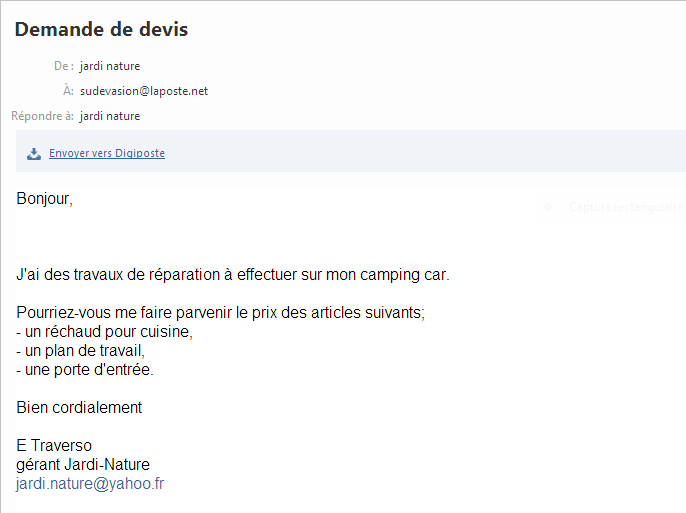 Demande de devis
De : jardi nature
À: sudevasion@laposte.net
Répondre à: jardi nature
Envoyer vers Digiposte
Bonjour,
Capture rectangulaire
J'ai des travaux de réparation à effectuer sur mon camping car.
Pourriez-vous me faire parvenir le prix des articles suivants;
- un réchaud pour cuisine,
- un plan de travail,
- une porte d'entrée.
Bien cordialement
E Traverso
gérant Jardi-Nature
jardi.nature@yahoo.fr